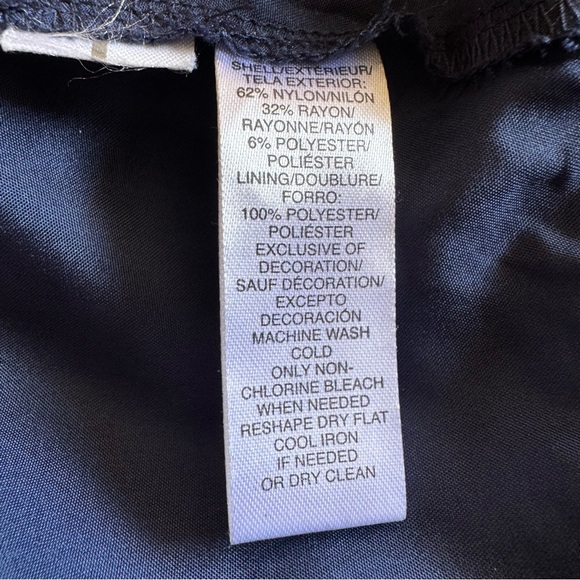 SHELL/EXTÉRIEUR/
TELA EXTERIOR:
62% NYLON/NILÓN
32% RAYON/
RAYONNE/RAYÓN
6% POLYESTER/
POLIÉSTER
LINING/DOUBLURE/
FORRO:
100% POLYESTER/
POLIÉSTER
EXCLUSIVE OF
DECORATION/
SAUF DÉCORATION/
EXCEPTO
DECORACIÓN
MACHINE WASH
COLD
ONLY NON-
CHLORINE BLEACH
WHEN NEEDED
RESHAPE DRY FLAT
COOL IRON
IF NEEDED
OR DRY CLEAN